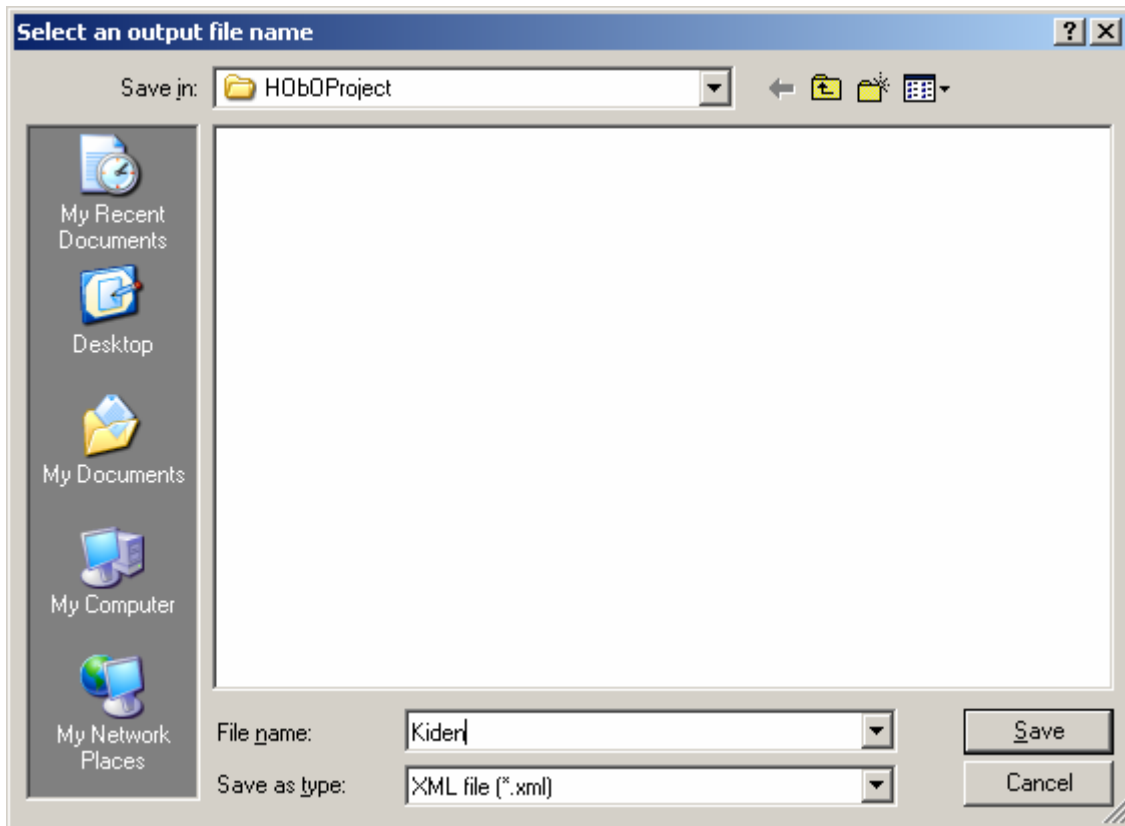 Select an output file name
Save in:
HObOProject
My Recent
Documents
Desktop
My Documents
My Computer
My Network
Places
File name:
Kiden
Save
Save as type:
XML file (*.xml)
Cancel